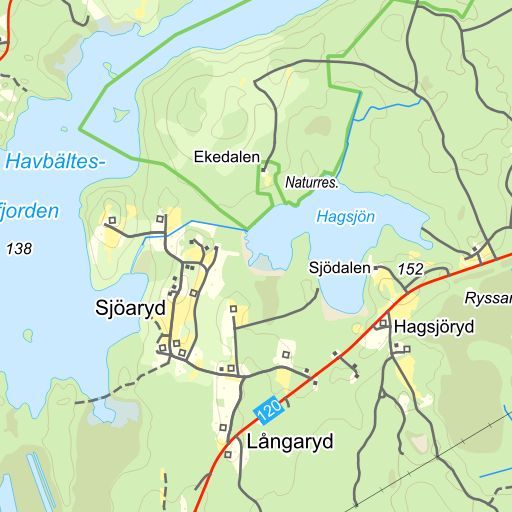 Havbältes-
fjorden
138
Ekedalen
Naturres.
Hagsjön
Sjödalen
152
Ryssar
Sjöaryd
Hagsjöryd
120
Långaryd